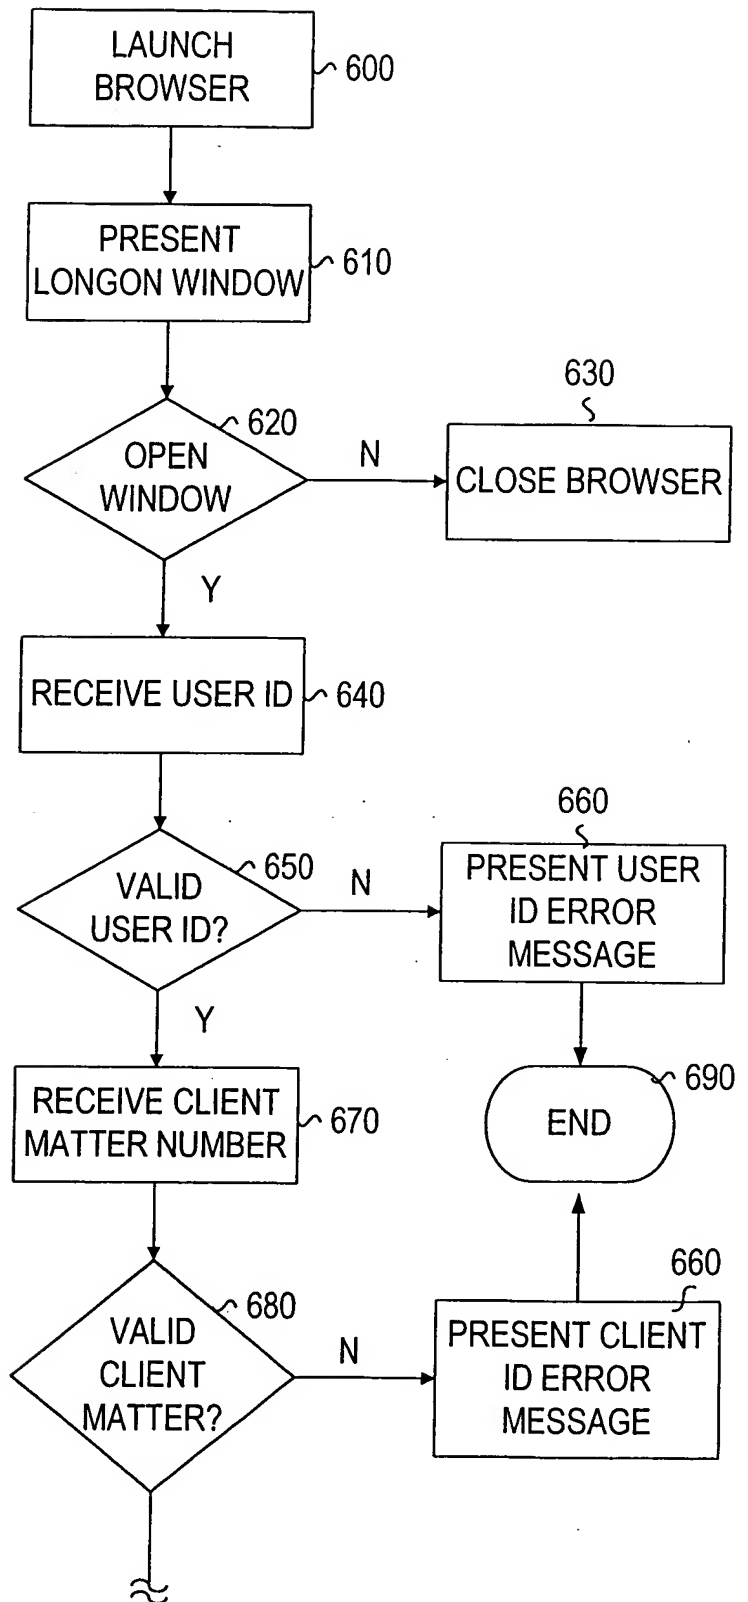 LAUNCH
BROWSER
600
PRESENT
LONGON WINDOW
610
OPEN
WINDOW
620
N
630
CLOSE BROWSER
Y
RECEIVE USER ID
640
VALID
USER ID?
650
N
660
PRESENT USER
ID ERROR
MESSAGE
Y
690
END
RECEIVE CLIENT
MATTER NUMBER
670
VALID
CLIENT
MATTER?
680
N
660
PRESENT CLIENT
ID ERROR
MESSAGE